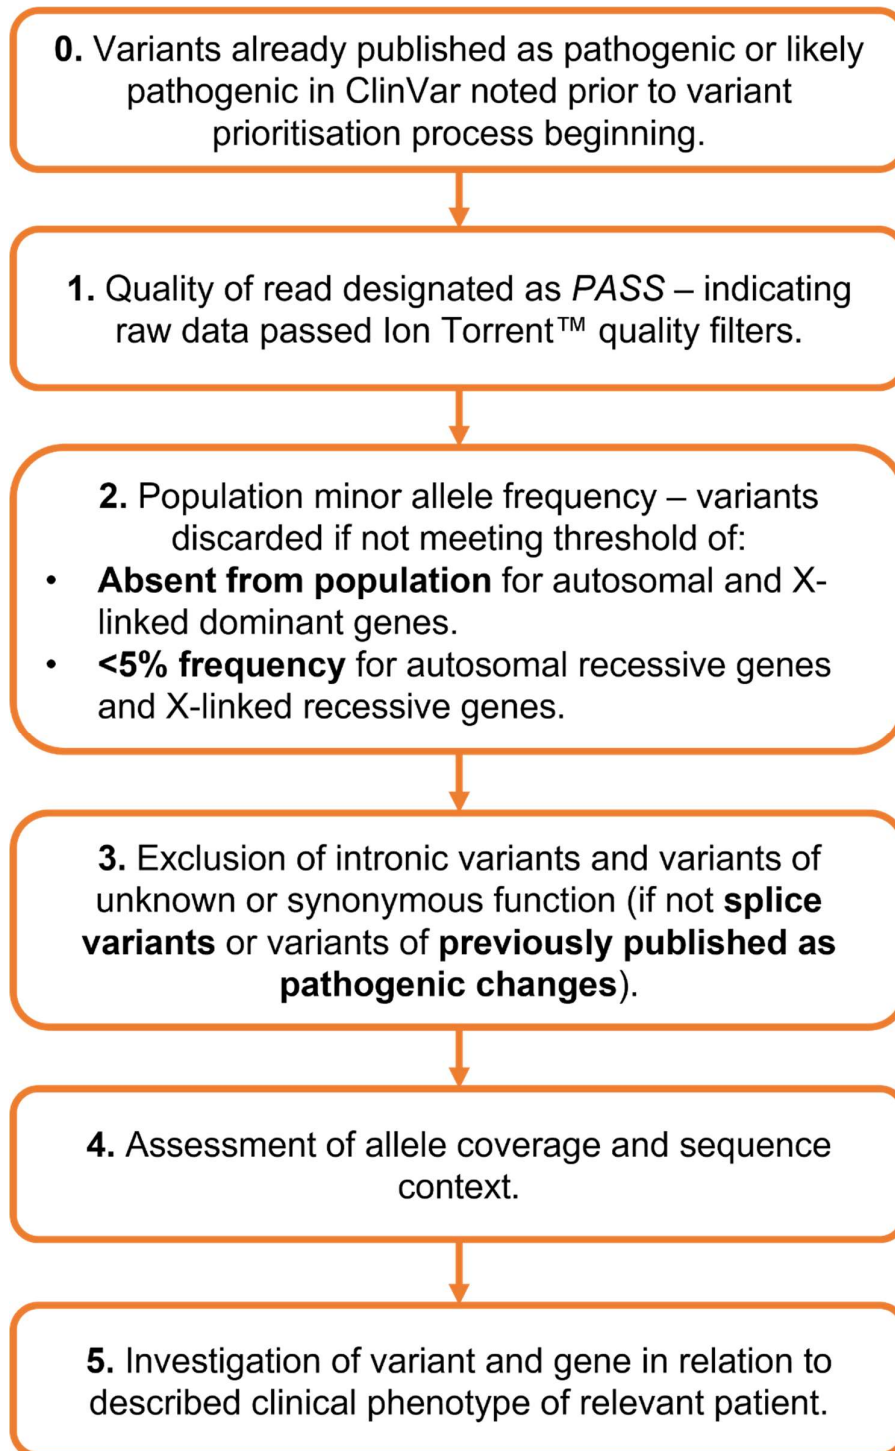 0. Variants already published as pathogenic or likely
pathogenic in ClinVar noted prior to variant
prioritisation process beginning.
1. Quality of read designated as PASS – indicating
raw data passed Ion Torrent™ quality filters.
2. Population minor allele frequency – variants
discarded if not meeting threshold of:
• Absent from population for autosomal and X-
linked dominant genes.
• <5% frequency for autosomal recessive genes
and X-linked recessive genes.
3. Exclusion of intronic variants and variants of
unknown or synonymous function (if not splice
variants or variants of previously published as
pathogenic changes).
4. Assessment of allele coverage and sequence
context.
5. Investigation of variant and gene in relation to
described clinical phenotype of relevant patient.